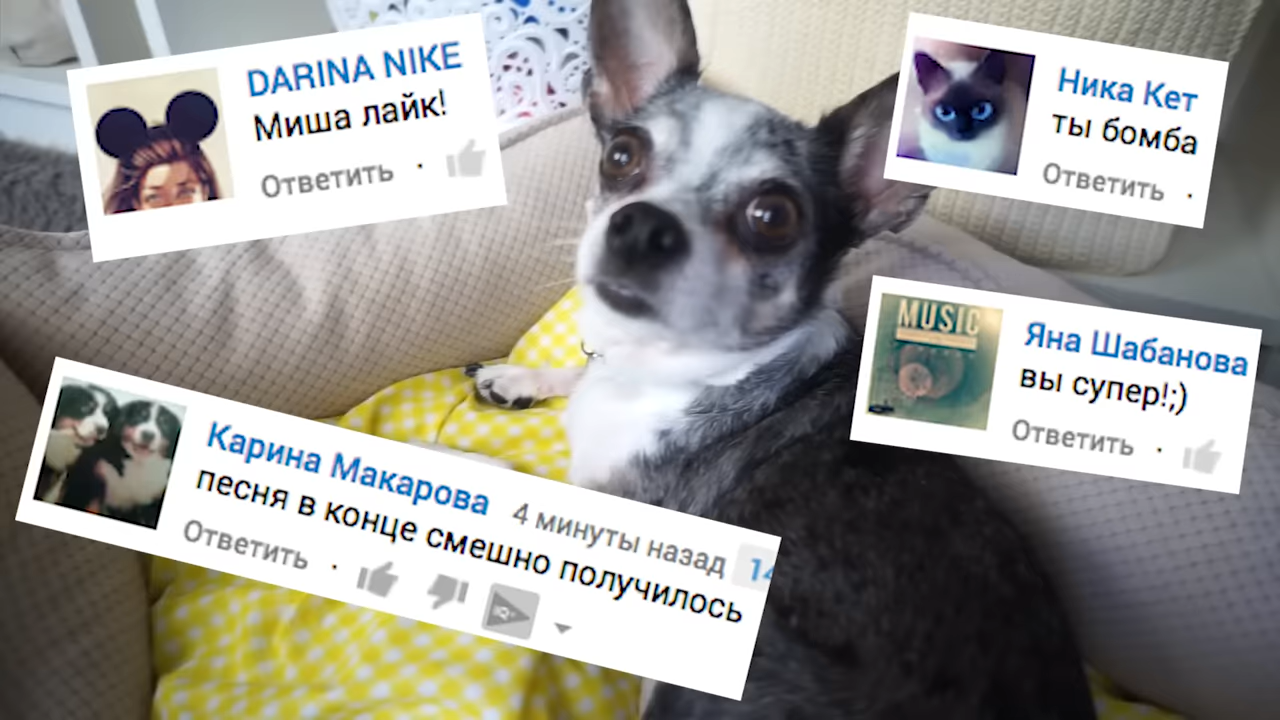 DARINA NIKE
Миша лайк!
Ответить ·
Ника Кет
ты бомба
Ответить ·
MUSIC
Яна Шабанова
вы супер!;)
Ответить ·
Карина Макарова 4 минуты назад 14
песня в конце смешно получилось
Ответить ·